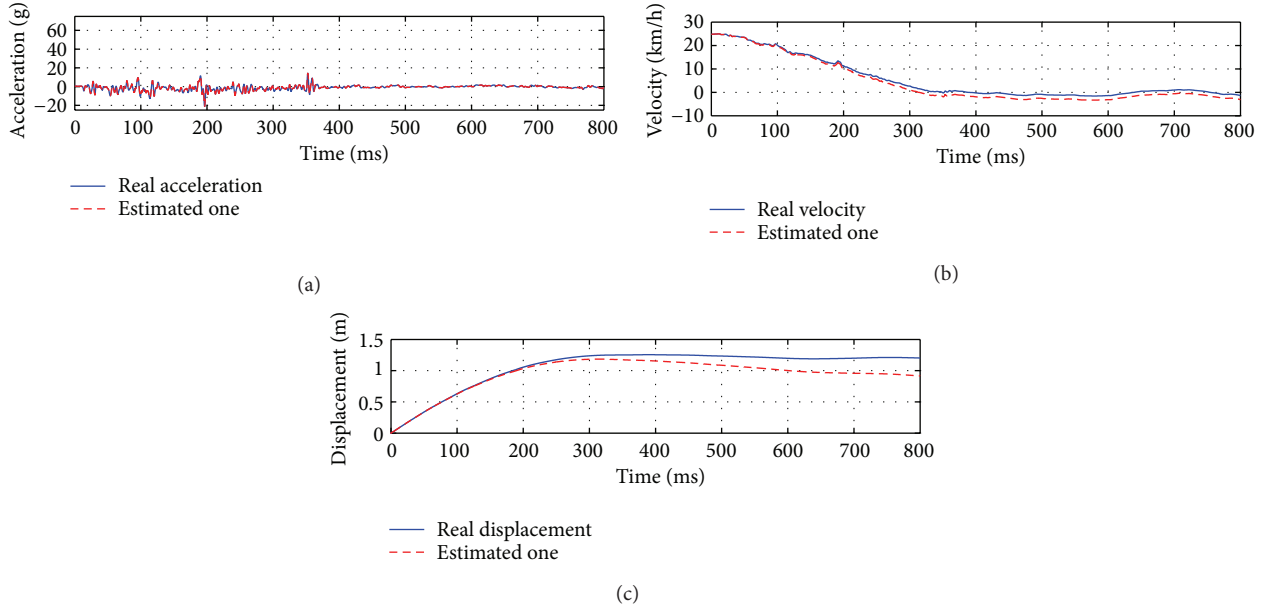 Acceleration (g)
60
40
20
0
−20
0 100 200 300 400 500 600 700 800
Time (ms)
Real acceleration
Estimated one
(a)
Velocity (km/h)
30
20
10
0
−10
0 100 200 300 400 500 600 700 800
Time (ms)
Real velocity
Estimated one
(b)
Displacement (m)
1.5
1
0.5
0
0 100 200 300 400 500 600 700 800
Time (ms)
Real displacement
Estimated one
(c)